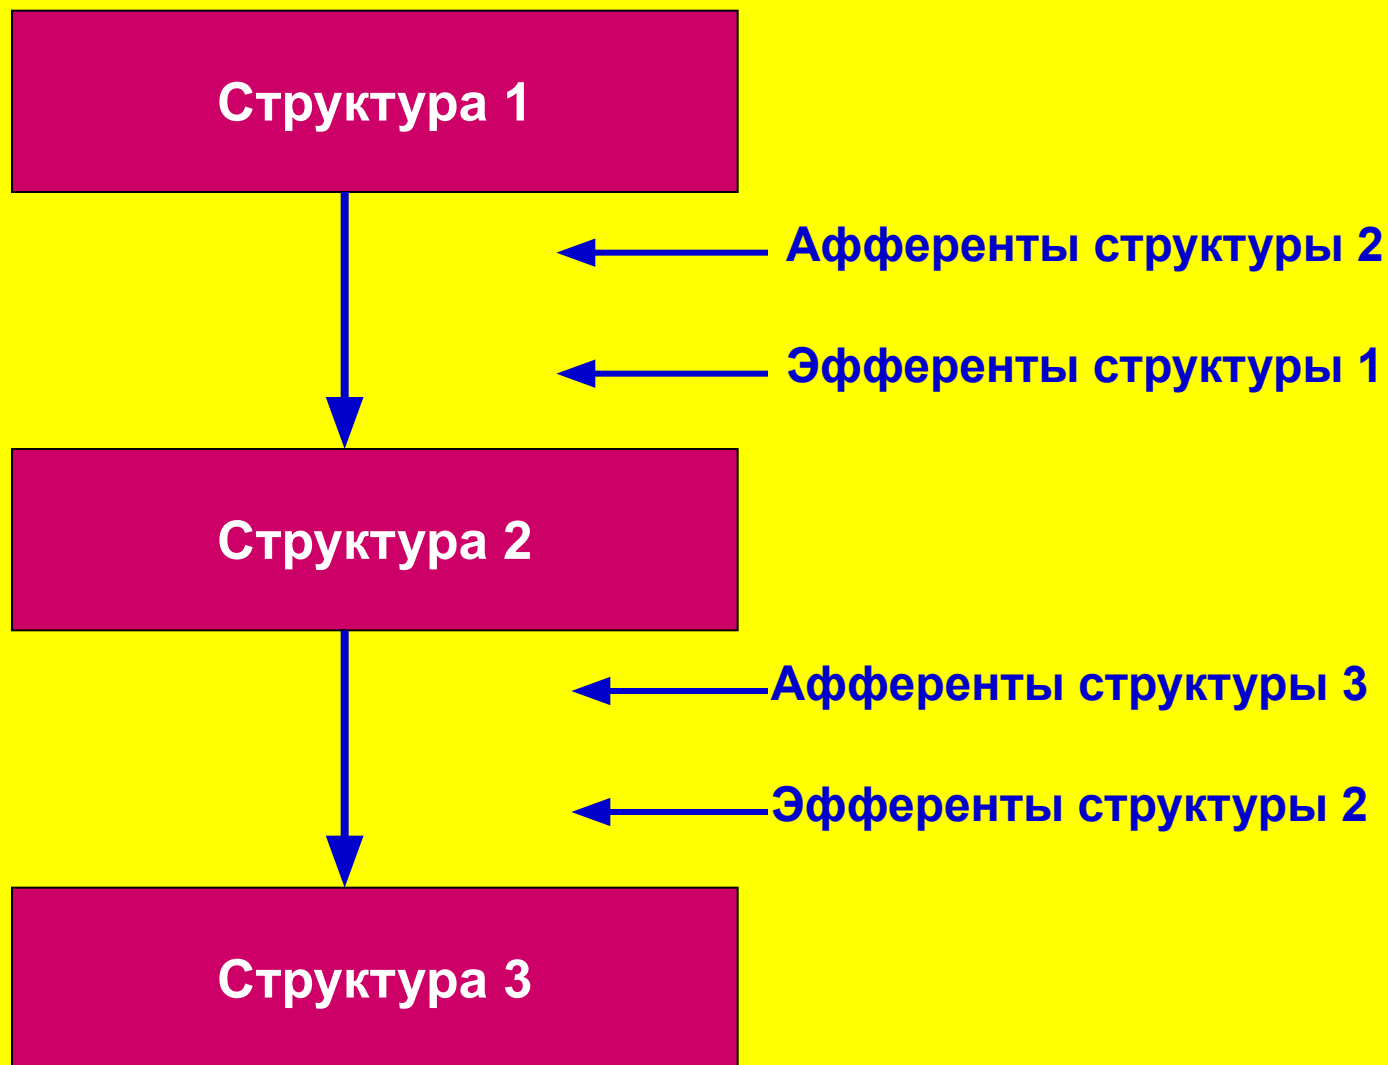 Структура 1
Афференты структуры 2
Эфференты структуры 1
Структура 2
Афференты структуры 3
Эфференты структуры 2
Структура 3